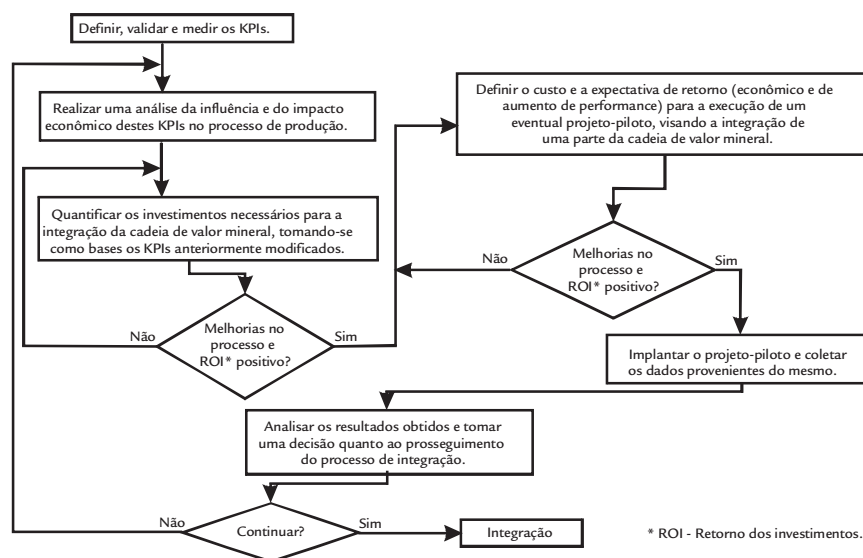 Definir, validar e medir os KPIs.
Realizar uma análise da influência e do impacto
econômico destes KPIs no processo de produção.
Quantificar os investimentos necessários para a
integração da cadeia de valor mineral, tomando-se
como bases os KPIs anteriormente modificados.
Não
Melhorias no
processo e
ROI* positivo?
Sim
Definir o custo e a expectativa de retorno (econômico e de
aumento de performance) para a execução de um
eventual projeto-piloto, visando a integração de
uma parte da cadeia de valor mineral.
Não
Melhorias no
processo e
ROI* positivo?
Sim
Implantar o projeto-piloto e coletar
os dados provenientes do mesmo.
Analisar os resultados obtidos e tomar
uma decisão quanto ao prosseguimento
do processo de integração.
Não
Continuar?
Sim
Integração
* ROI - Retorno dos investimentos.